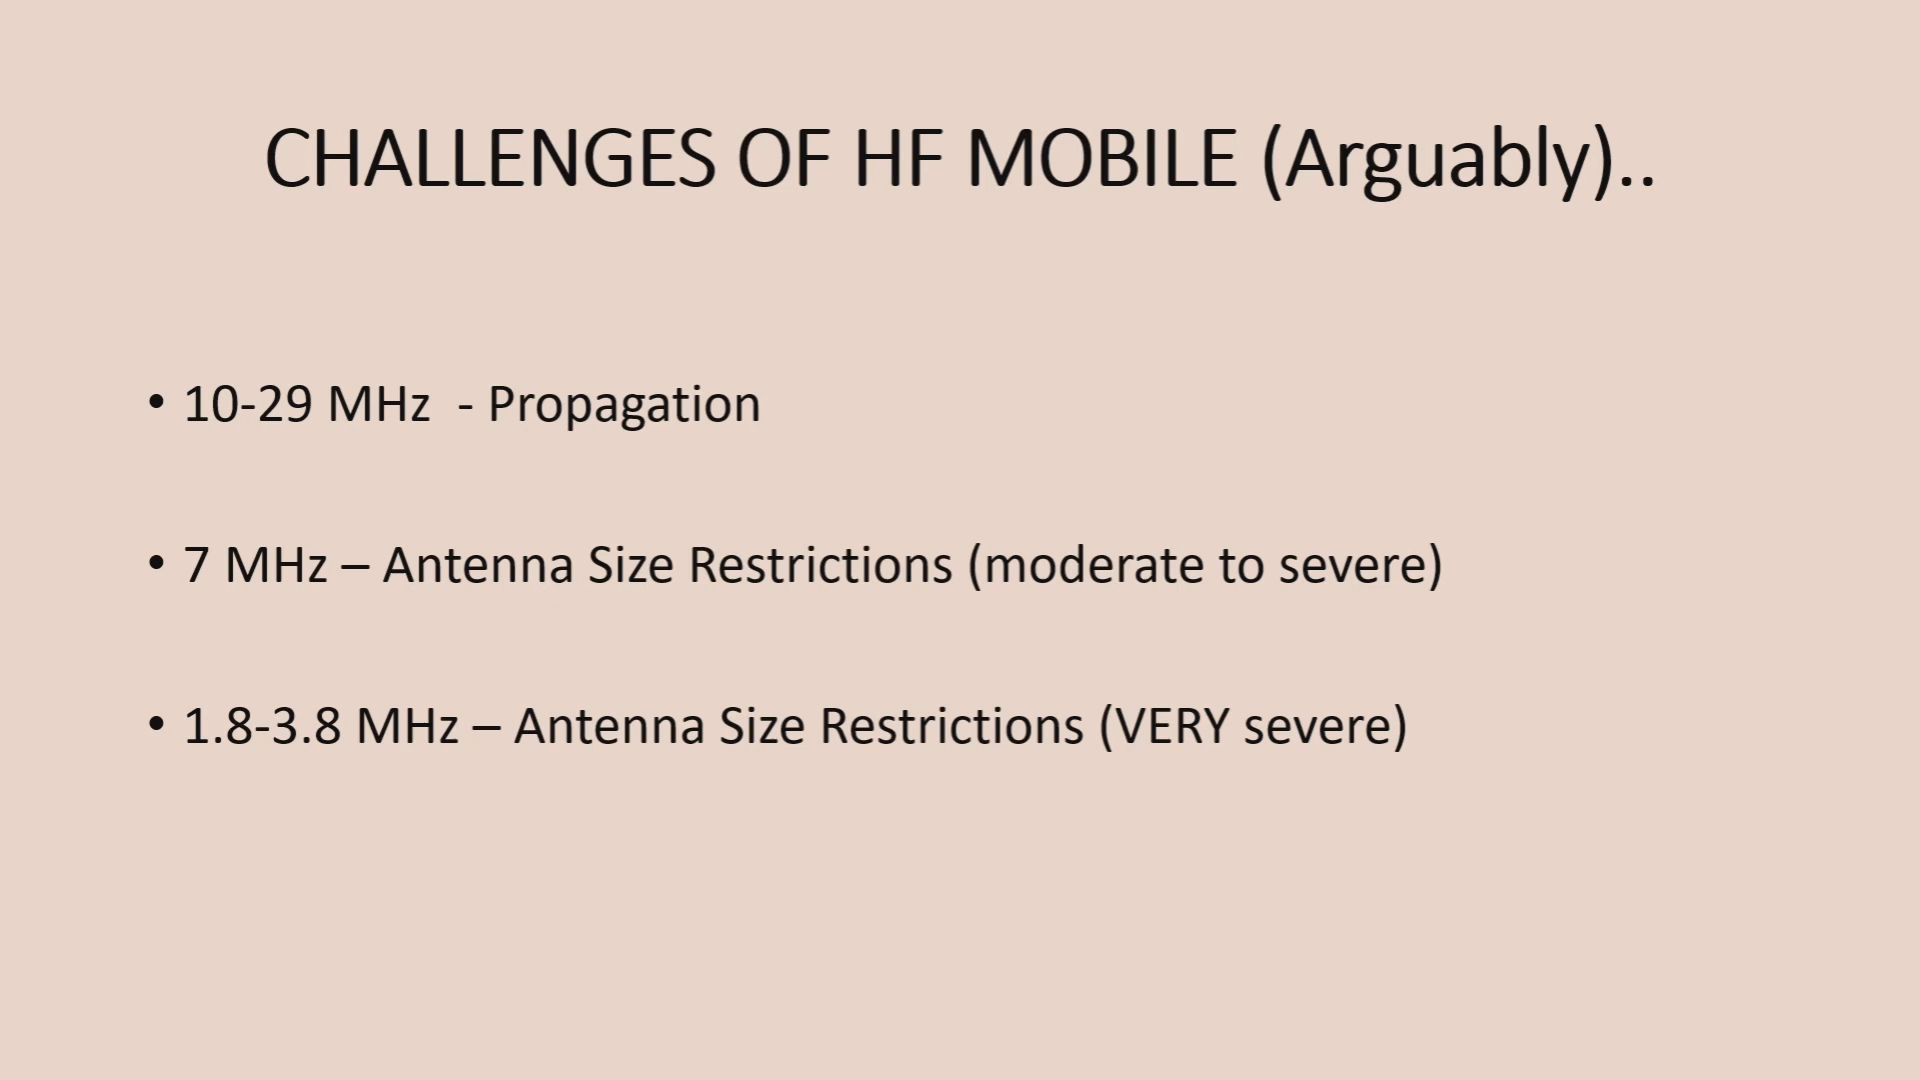 CHALLENGES OF HF MOBILE (Arguably)..
• 10-29 MHz  - Propagation
• 7 MHz – Antenna Size Restrictions (moderate to severe)
• 1.8-3.8 MHz – Antenna Size Restrictions (VERY severe)